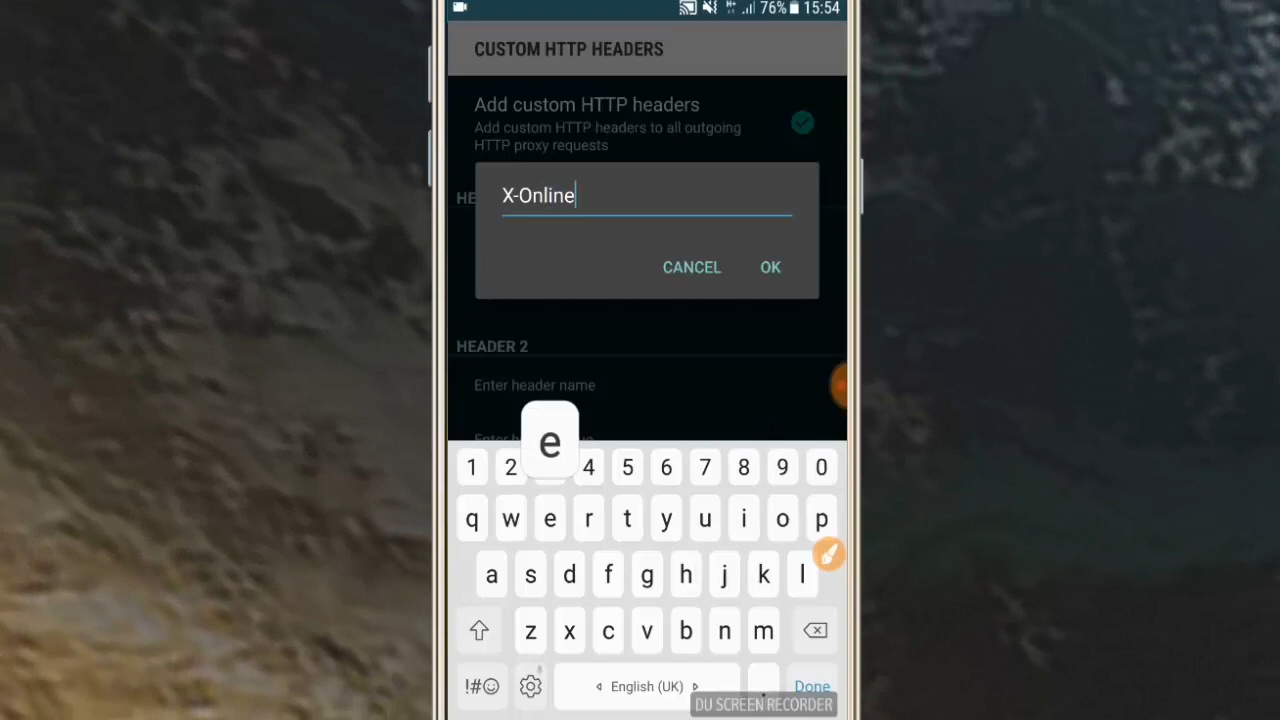 H+ 76% 15:54
CUSTOM HTTP HEADERS
Add custom HTTP headers
Add custom HTTP headers to all outgoing
HTTP proxy requests
HE
X-Online
CANCEL OK
HEADER 2
Enter header name
e
1 2 4 5 6 7 8 9 0
q w e r t y u i o p
a s d f g h j k l
z x c v b n m
!#☺ English (UK) . Done
DU SCREEN RECORDER